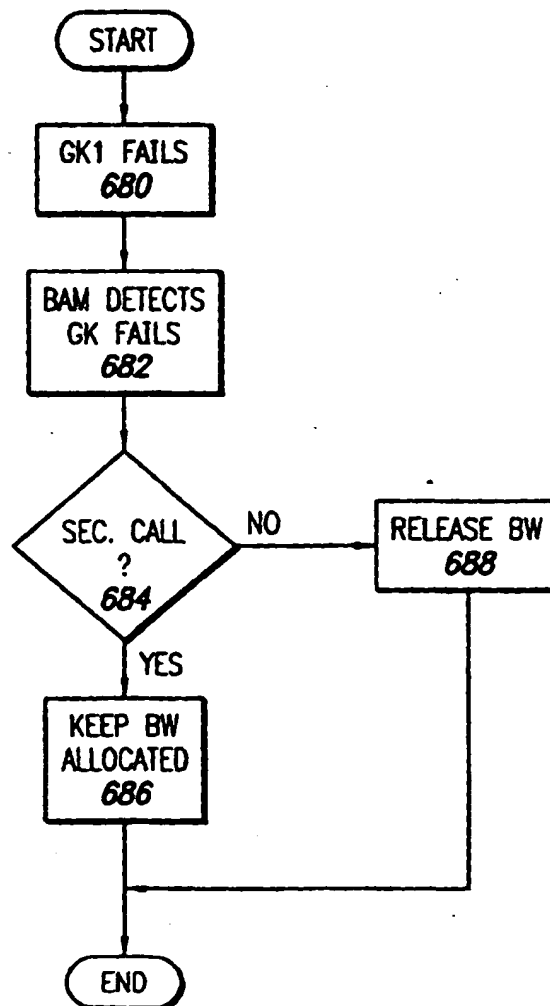 START
GK1 FAILS
680
BAM DETECTS
GK FAILS
682
SEC. CALL
?
684
NO
RELEASE BW
688
YES
KEEP BW
ALLOCATED
686
END